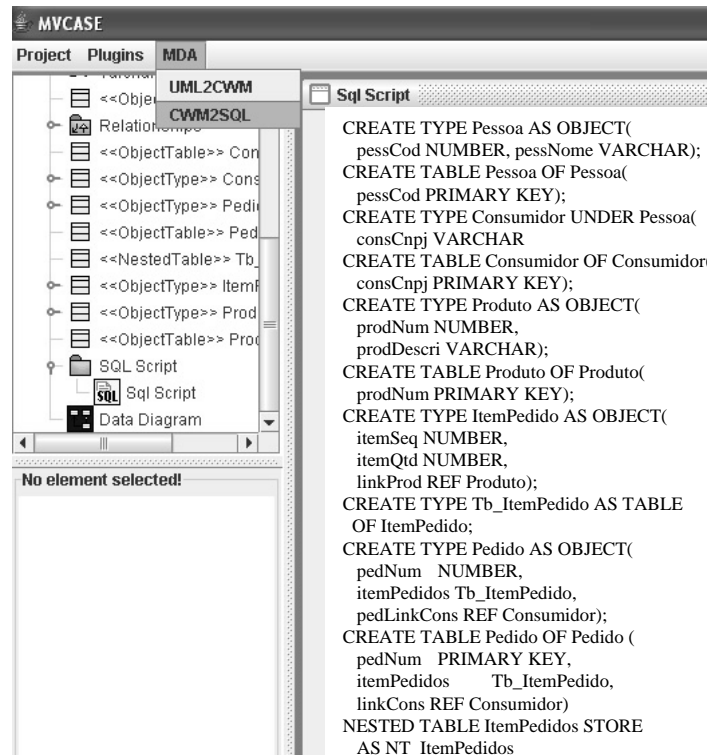 MVCASE
Project Plugins MDA
UML2CWM
CWM2SQL
<<Obje
Relationships
<<ObjectTable>> Con
<<ObjectType>> Cons
<<ObjectType>> Pedi
<<ObjectTable>> Ped
<<NestedTable>> Tb_
<<ObjectType>> ItemF
<<ObjectType>> Prod
<<ObjectTable>> Prod
SQL Script
SQL Sql Script
Data Diagram
No element selected!
Sql Script
CREATE TYPE Pessoa AS OBJECT(
pessCod NUMBER, pessNome VARCHAR);
CREATE TABLE Pessoa OF Pessoa(
pessCod PRIMARY KEY);
CREATE TYPE Consumidor UNDER Pessoa(
consCnpj VARCHAR
CREATE TABLE Consumidor OF Consumidor(
consCnpj PRIMARY KEY);
CREATE TYPE Produto AS OBJECT(
prodNum NUMBER,
prodDescri VARCHAR);
CREATE TABLE Produto OF Produto(
prodNum PRIMARY KEY);
CREATE TYPE ItemPedido AS OBJECT(
itemSeq NUMBER,
itemQtd NUMBER,
linkProd REF Produto);
CREATE TYPE Tb_ItemPedido AS TABLE
OF ItemPedido;
CREATE TYPE Pedido AS OBJECT(
pedNum NUMBER,
itemPedidos Tb_ItemPedido,
pedLinkCons REF Consumidor);
CREATE TABLE Pedido OF Pedido (
pedNum PRIMARY KEY,
itemPedidos Tb_ItemPedido,
linkCons REF Consumidor)
NESTED TABLE ItemPedidos STORE
AS NT_ItemPedidos